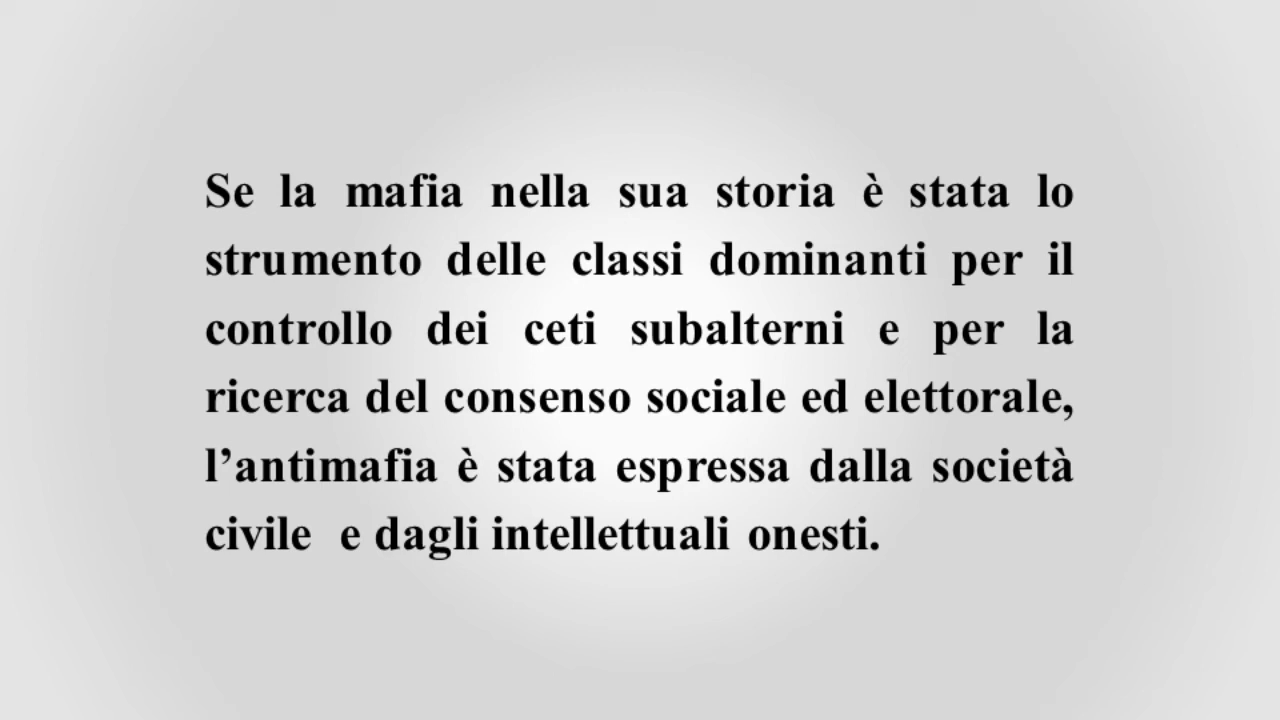 Se la mafia nella sua storia è stata lo
strumento delle classi dominanti per il
controllo dei ceti subalterni e per la
ricerca del consenso sociale ed elettorale,
l’antimafia è stata espressa dalla società
civile e dagli intellettuali onesti.